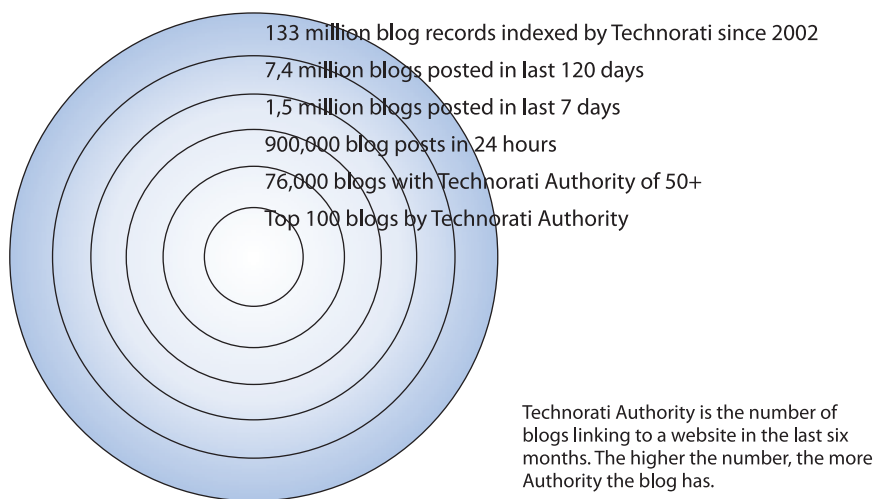 133 million blog records indexed by Technorati since 2002
7,4 million blogs posted in last 120 days
1,5 million blogs posted in last 7 days
900,000 blog posts in 24 hours
76,000 blogs with Technorati Authority of 50+
Top 100 blogs by Technorati Authority
Technorati Authority is the number of
blogs linking to a website in the last six
months. The higher the number, the more
Authority the blog has.